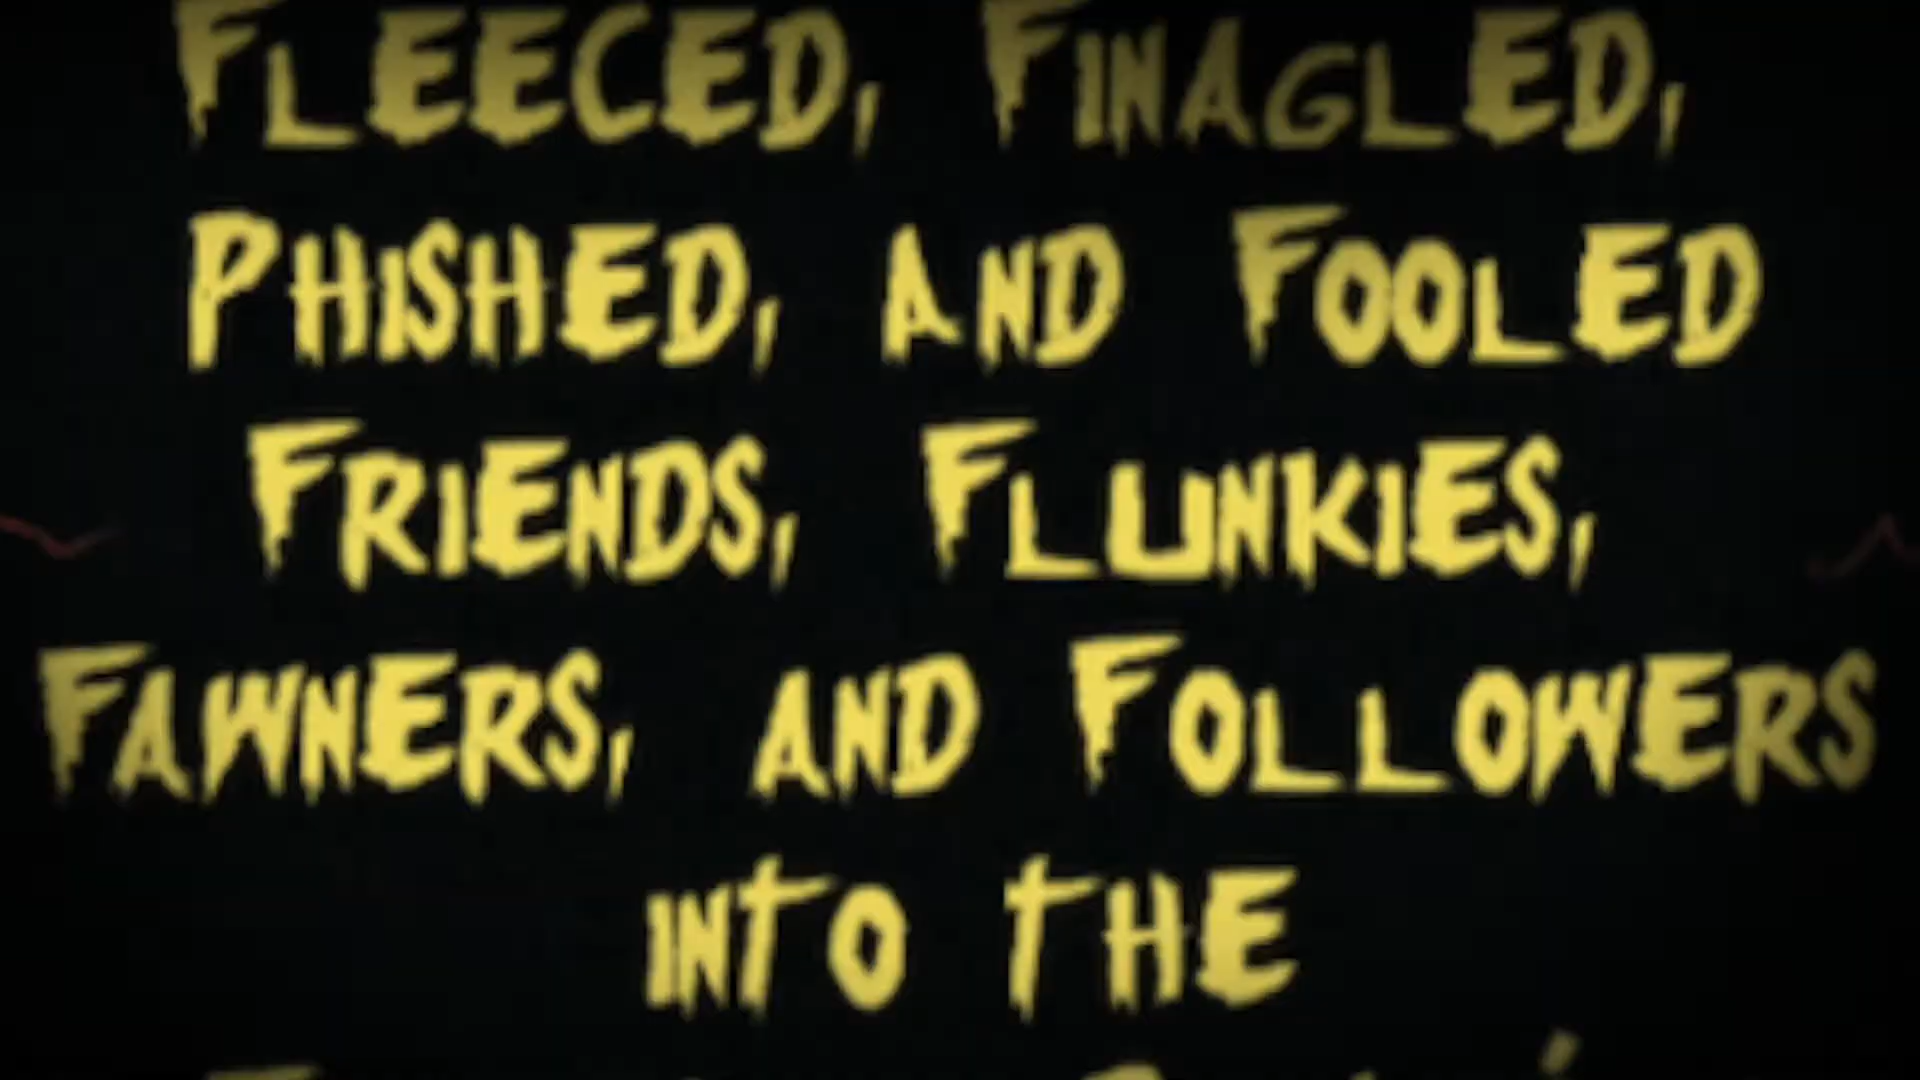 Fleeced, Finagled,
Phished, and Fooled
Friends, Flunkies,
Fawners, and Followers
into the